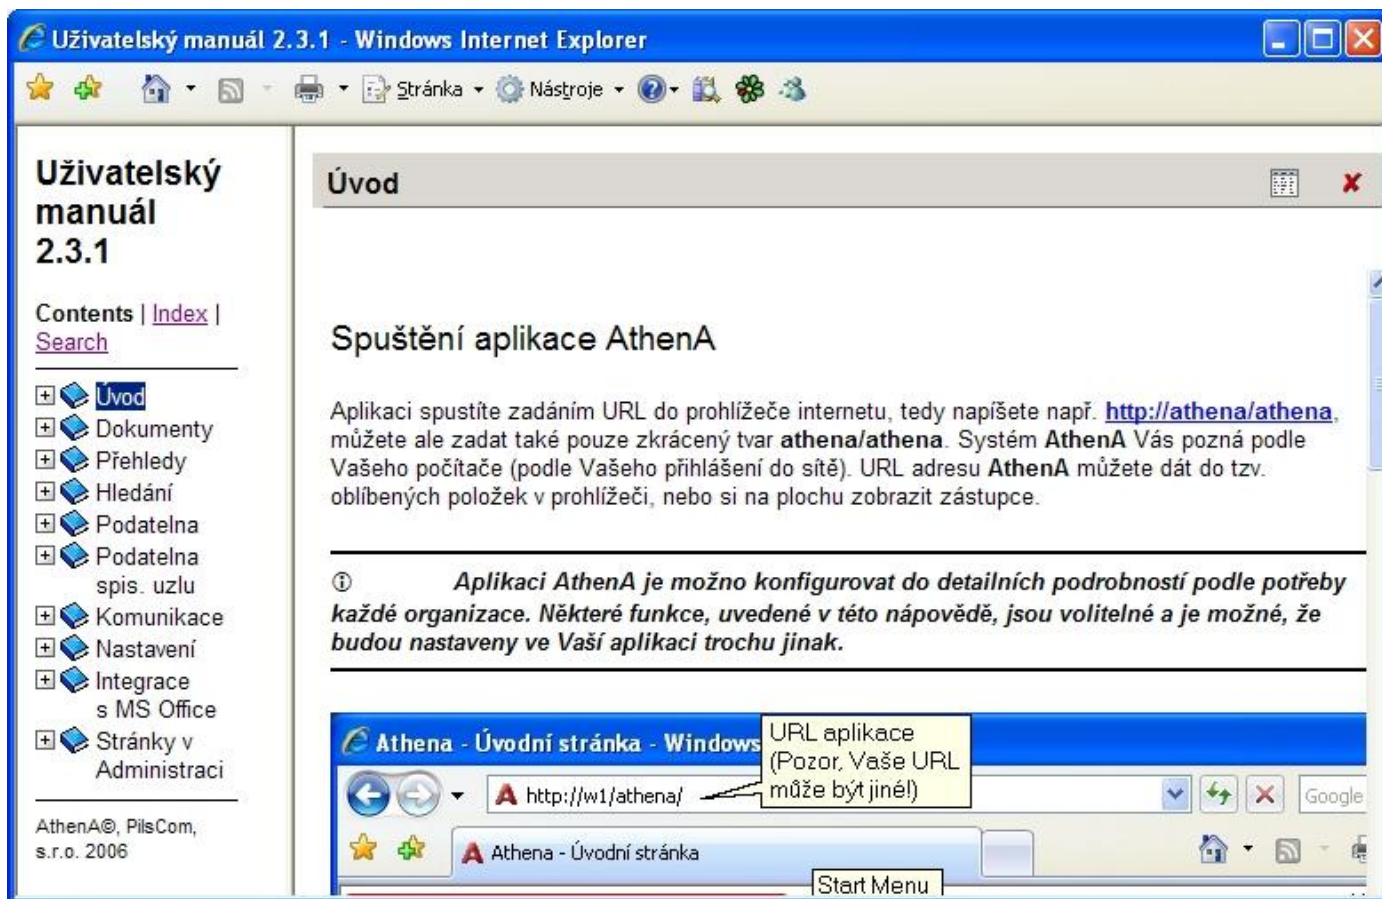 Uživatelský manuál 2.3.1 - Windows Internet Explorer
Stránka
Nástroje
Uživatelský
manuál
2.3.1
Contents | Index |
Search
Úvod
Dokumenty
Přehledy
Hledání
Podatelna
Podatelna
spis. uzlu
Komunikace
Nastavení
Integrace
s MS Office
Stránky v
Administraci
AthenA©, PilsCom,
s.r.o. 2006
Úvod
Spuštění aplikace AthenA
Aplikaci spustíte zadáním URL do prohlížeče internetu, tedy napíšete např. http://athena/athena,
můžete ale zadat také pouze zkrácený tvar athena/athena. Systém AthenA Vás pozná podle
Vašeho počítače (podle Vašeho přihlášení do sítě). URL adresu AthenA můžete dát do tzv.
oblíbených položek v prohlížeči, nebo si na plochu zobrazit zástupce.
Aplikaci AthenA je možno konfigurovat do detailních podrobností podle potřeby
každé organizace. Některé funkce, uvedené v této nápovědě, jsou volitelné a je možné, že
budou nastaveny ve Vaší aplikaci trochu jinak.
Athena - Úvodní stránka - Windows
URL aplikace
(Pozor, Vaše URL
může být jiné!)
http://w1/athena/
Google
Athena - Úvodní stránka
Start Menu